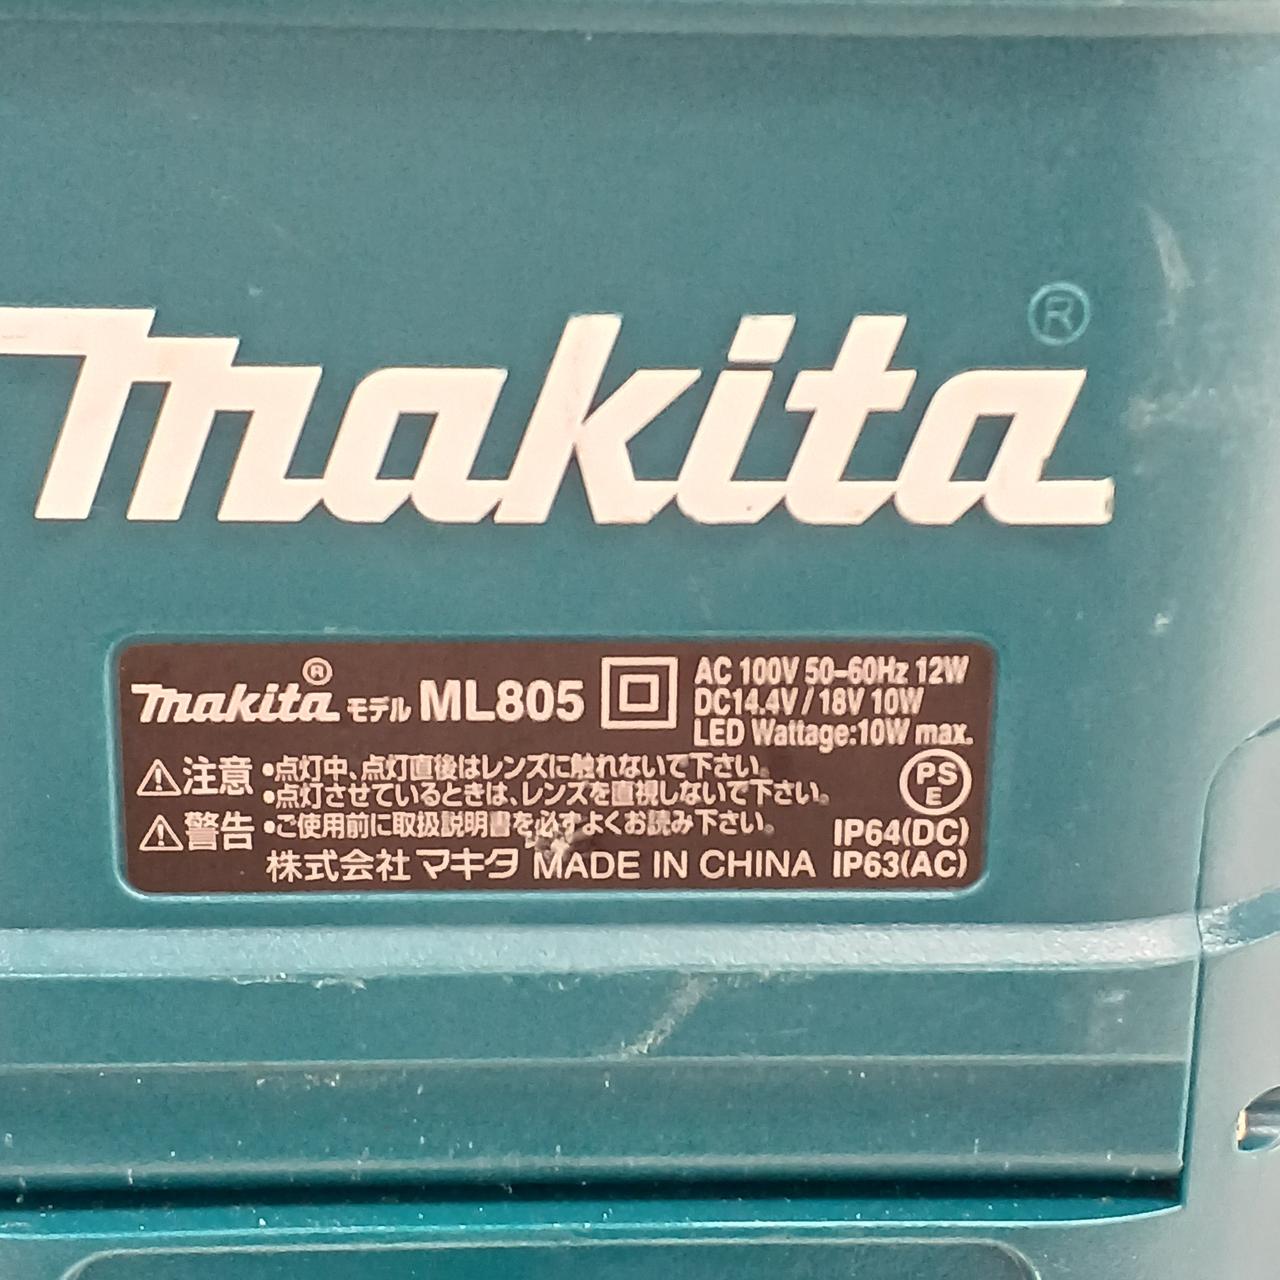 makita®
makita® モデル ML805
AC 100V 50-60Hz 12W
DC14.4V / 18V 10W
LED Wattage:10W max.
⚠注意 •点灯中、点灯直後はレンズに触れないで下さい。
•点灯させているときは、レンズを直視しないで下さい。
PS
E
⚠警告 •ご使用前に取扱説明書を必ずよくお読み下さい。
IP64(DC)
株式会社 マキタ MADE IN CHINA IP63(AC)